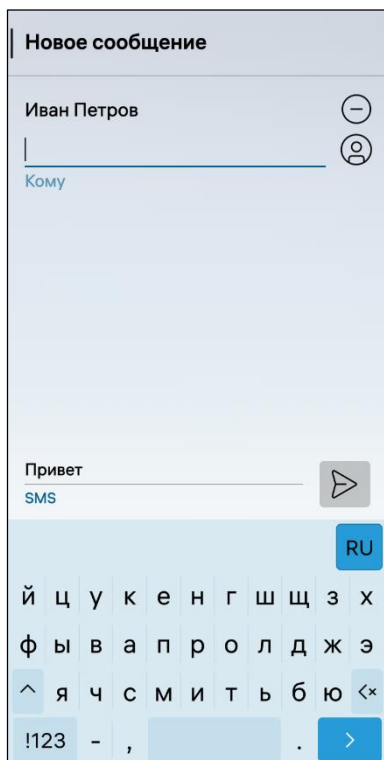 Новое сообщение
Иван Петров
Кому
Привет
SMS
RU
й ц у к е н г ш щ з х
ф ы в а п р о л д ж э
я ч с м и т ь б ю
!123 - , .